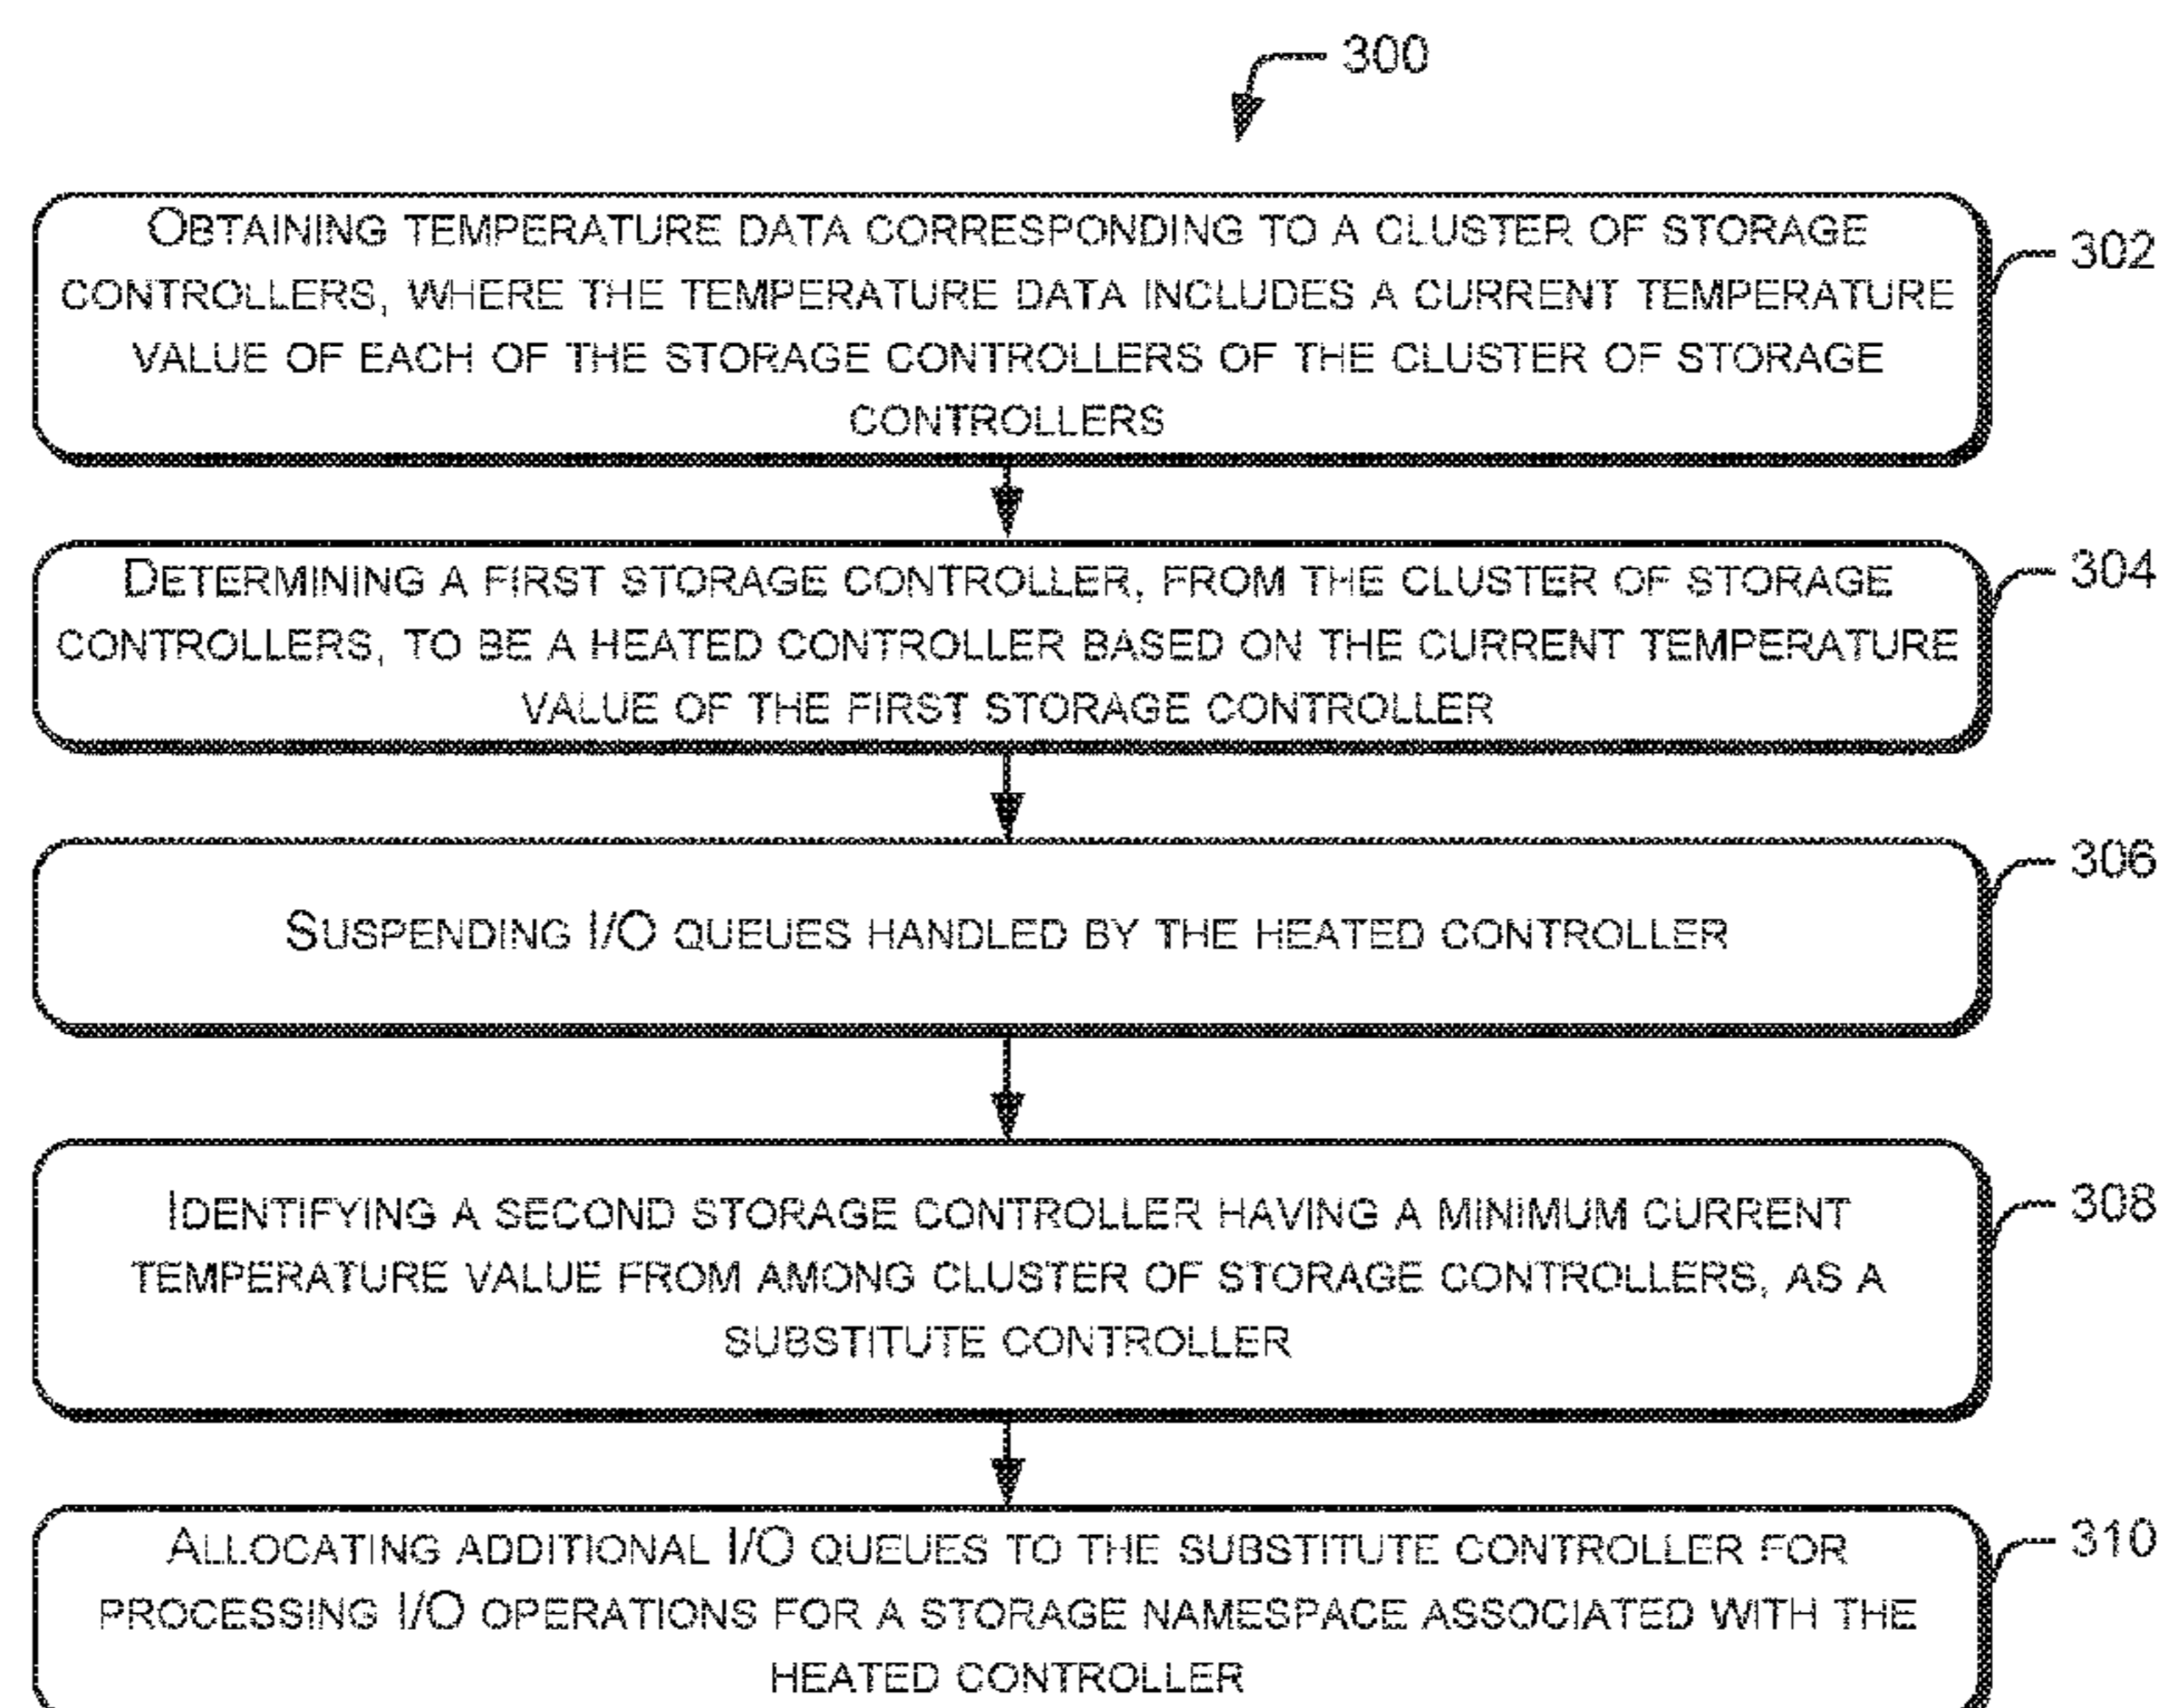 300
OBTAINING TEMPERATURE DATA CORRESPONDING TO A CLUSTER OF STORAGE
CONTROLLERS, WHERE THE TEMPERATURE DATA INCLUDES A CURRENT TEMPERATURE
VALUE OF EACH OF THE STORAGE CONTROLLERS OF THE CLUSTER OF STORAGE
CONTROLLERS
302
DETERMINING A FIRST STORAGE CONTROLLER, FROM THE CLUSTER OF STORAGE
CONTROLLERS, TO BE A HEATED CONTROLLER BASED ON THE CURRENT TEMPERATURE
VALUE OF THE FIRST STORAGE CONTROLLER
304
SUSPENDING I/O QUEUES HANDLED BY THE HEATED CONTROLLER
306
IDENTIFYING A SECOND STORAGE CONTROLLER HAVING A MINIMUM CURRENT
TEMPERATURE VALUE FROM AMONG CLUSTER OF STORAGE CONTROLLERS, AS A
SUBSTITUTE CONTROLLER
308
ALLOCATING ADDITIONAL I/O QUEUES TO THE SUBSTITUTE CONTROLLER FOR
PROCESSING I/O OPERATIONS FOR A STORAGE NAMESPACE ASSOCIATED WITH THE
HEATED CONTROLLER
310